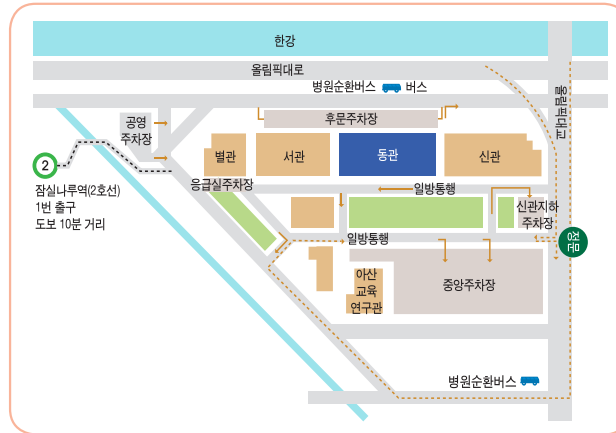 한강
올림픽대로
병원순환버스 버스
올림픽대교
공영
주차장
후문주차장
별관
서관
동관
신관
2
잠실나루역(2호선)
1번 출구
도보 10분 거리
응급실주차장
일방통행
신관지하
주차장
일방통행
정문
아산
교육
연구관
중앙주차장
병원순환버스